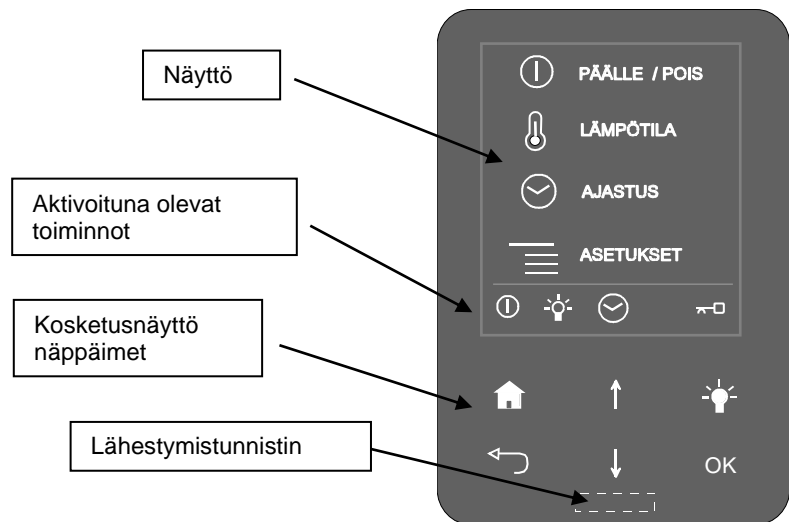 Näyttö
Aktivoituna olevat
toiminnot
Kosketusnäyttö
näppäimet
Lähestymistunnistin
PÄÄLLE / POIS
LÄMPÖTILA
AJASTUS
ASETUKSET
OK